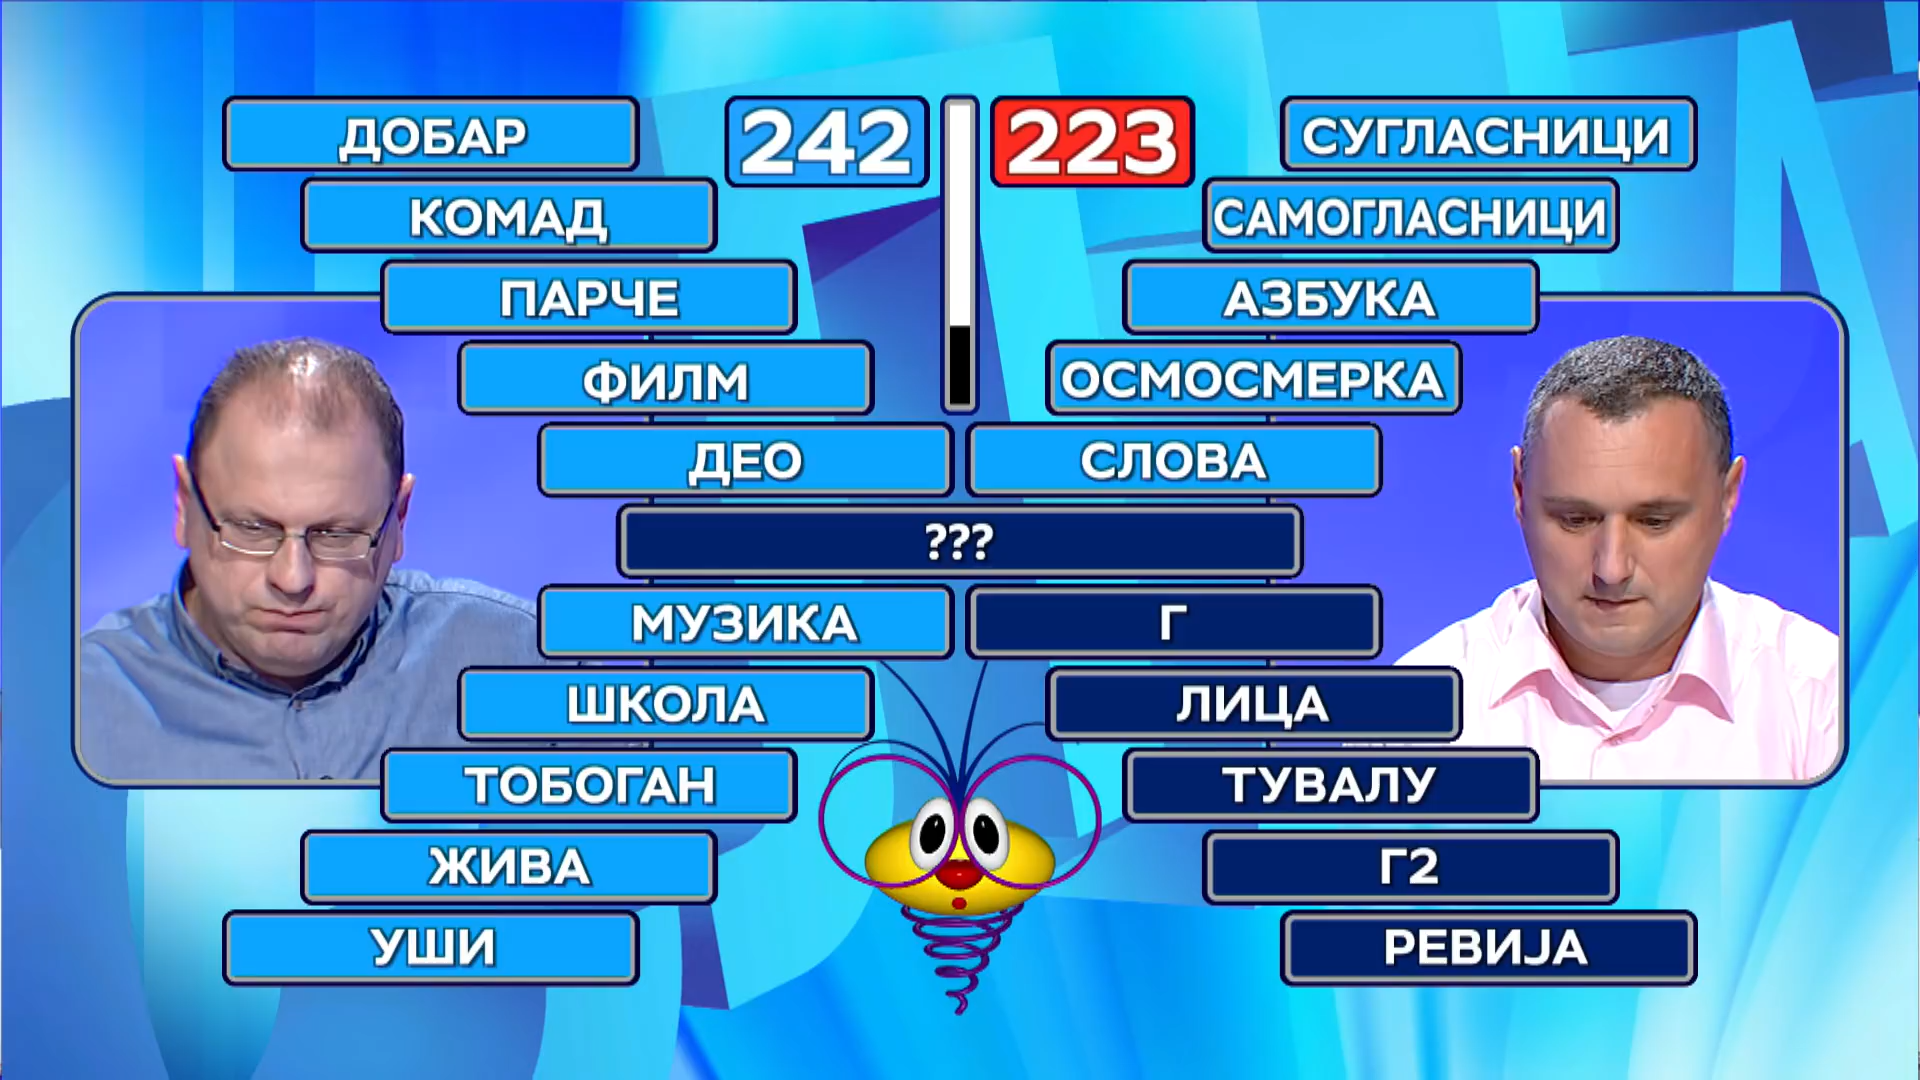 ДОБАР
242
223
СУГЛАСНИЦИ
КОМАД
САМОГЛАСНИЦИ
ПАРЧЕ
АЗБУКА
ФИЛМ
ОСМОСМЕРКА
ДЕО
СЛОВА
???
МУЗИКА
Г
ШКОЛА
ЛИЦА
ТОБОГАН
ТУВАЛУ
ЖИВА
Г2
УШИ
РЕВИЈА